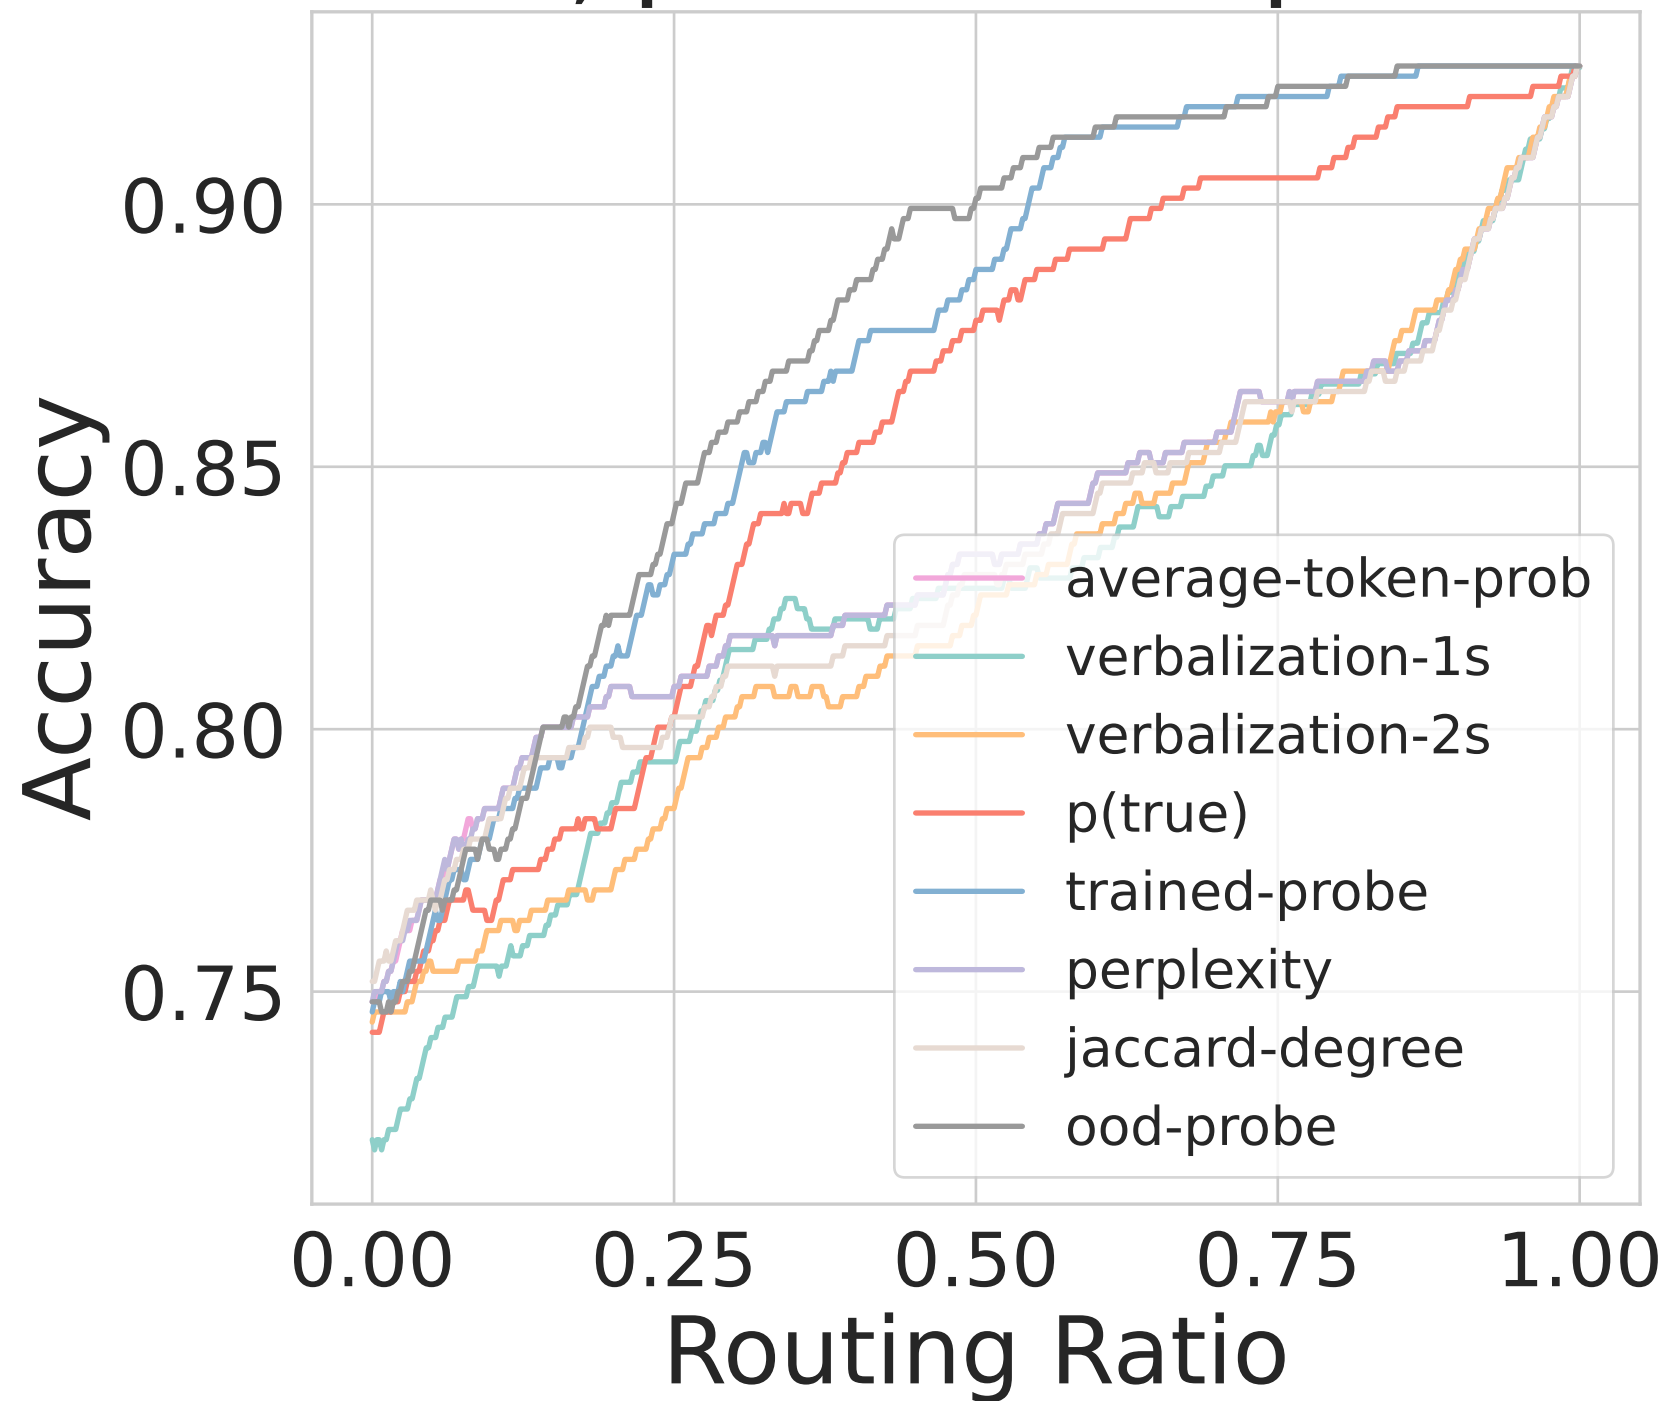 Accuracy
0.90
0.85
0.80
0.75
average-token-prob
verbalization-1s
verbalization-2s
p(true)
trained-probe
perplexity
jaccard-degree
ood-probe
0.00 0.25 0.50 0.75 1.00
Routing Ratio